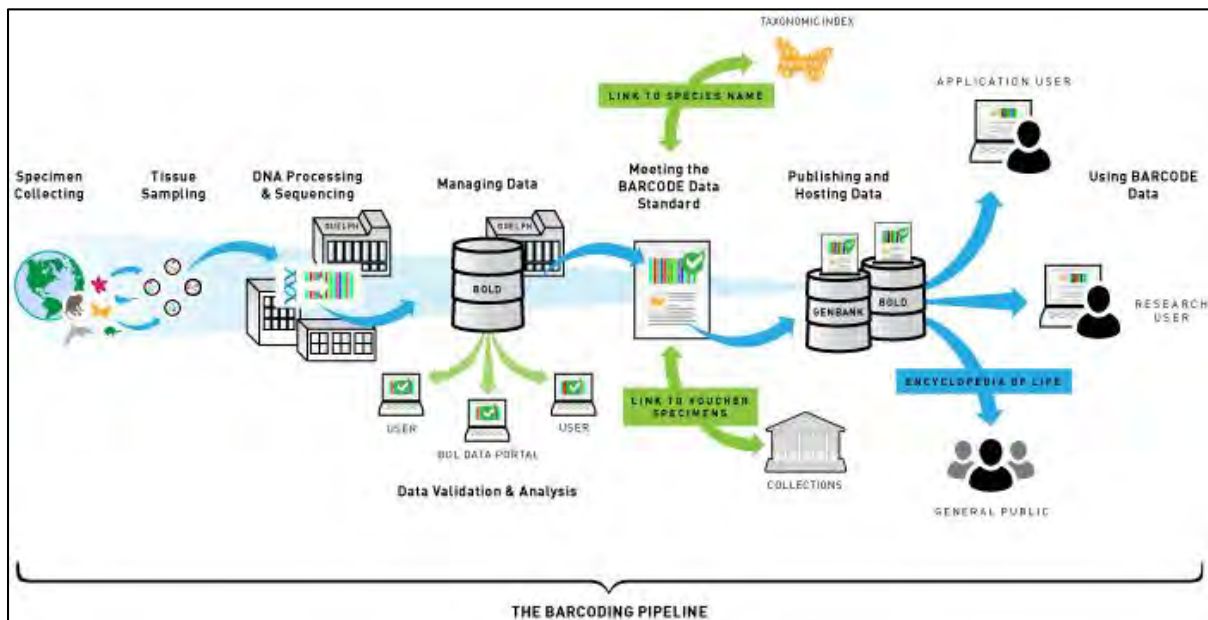 TAXONOMIC INDEX
LINK TO SPECIES NAME
APPLICATION USER
Specimen
Collecting
Tissue
Sampling
DNA Processing
& Sequencing
Managing Data
Meeting the
BARCODE Data
Standard
Publishing and
Hosting Data
Using BARCODE
Data
GUELPH
GUELPH
BOLD
GENBANK
BOLD
RESEARCH
USER
ENCYCLOPEDIA OF LIFE
LINK TO VOUCHER
SPECIMENS
USER
BOL DATA PORTAL
USER
Data Validation & Analysis
COLLECTIONS
GENERAL PUBLIC
THE BARCODING PIPELINE